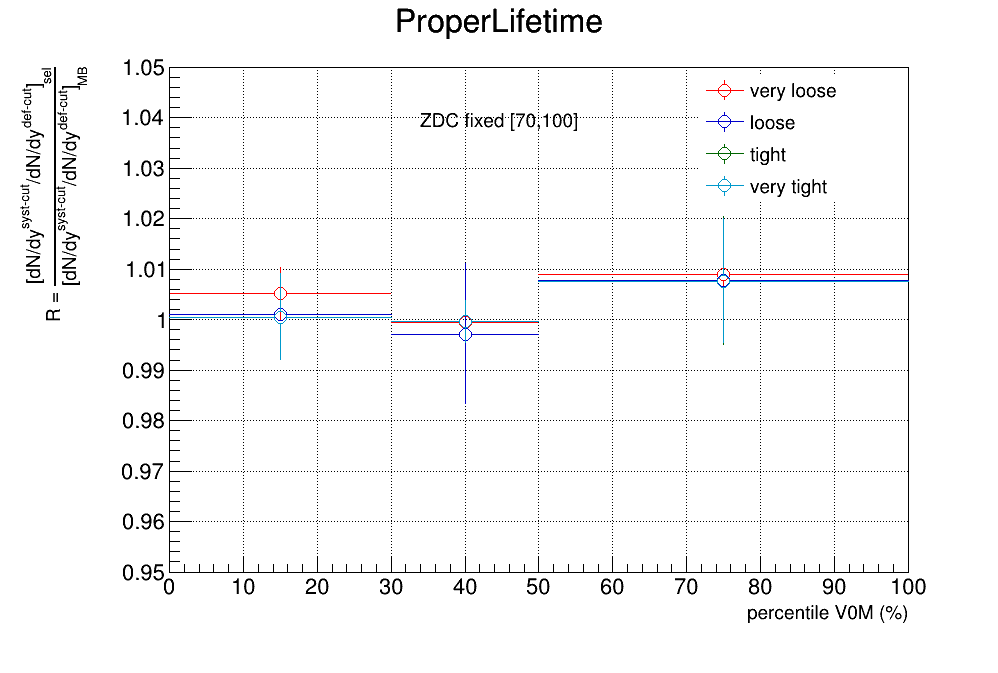 ProperLifetime
R = [dN/dy^syst-cut/dN/dy^def-cut]_sel
[dN/dy^syst-cut/dN/dy^def-cut]_MB
1.05
1.04
1.03
1.02
1.01
1
0.99
0.98
0.97
0.96
0.95
ZDC fixed [70,100]
very loose
loose
tight
very tight
0 10 20 30 40 50 60 70 80 90 100
percentile V0M (%)